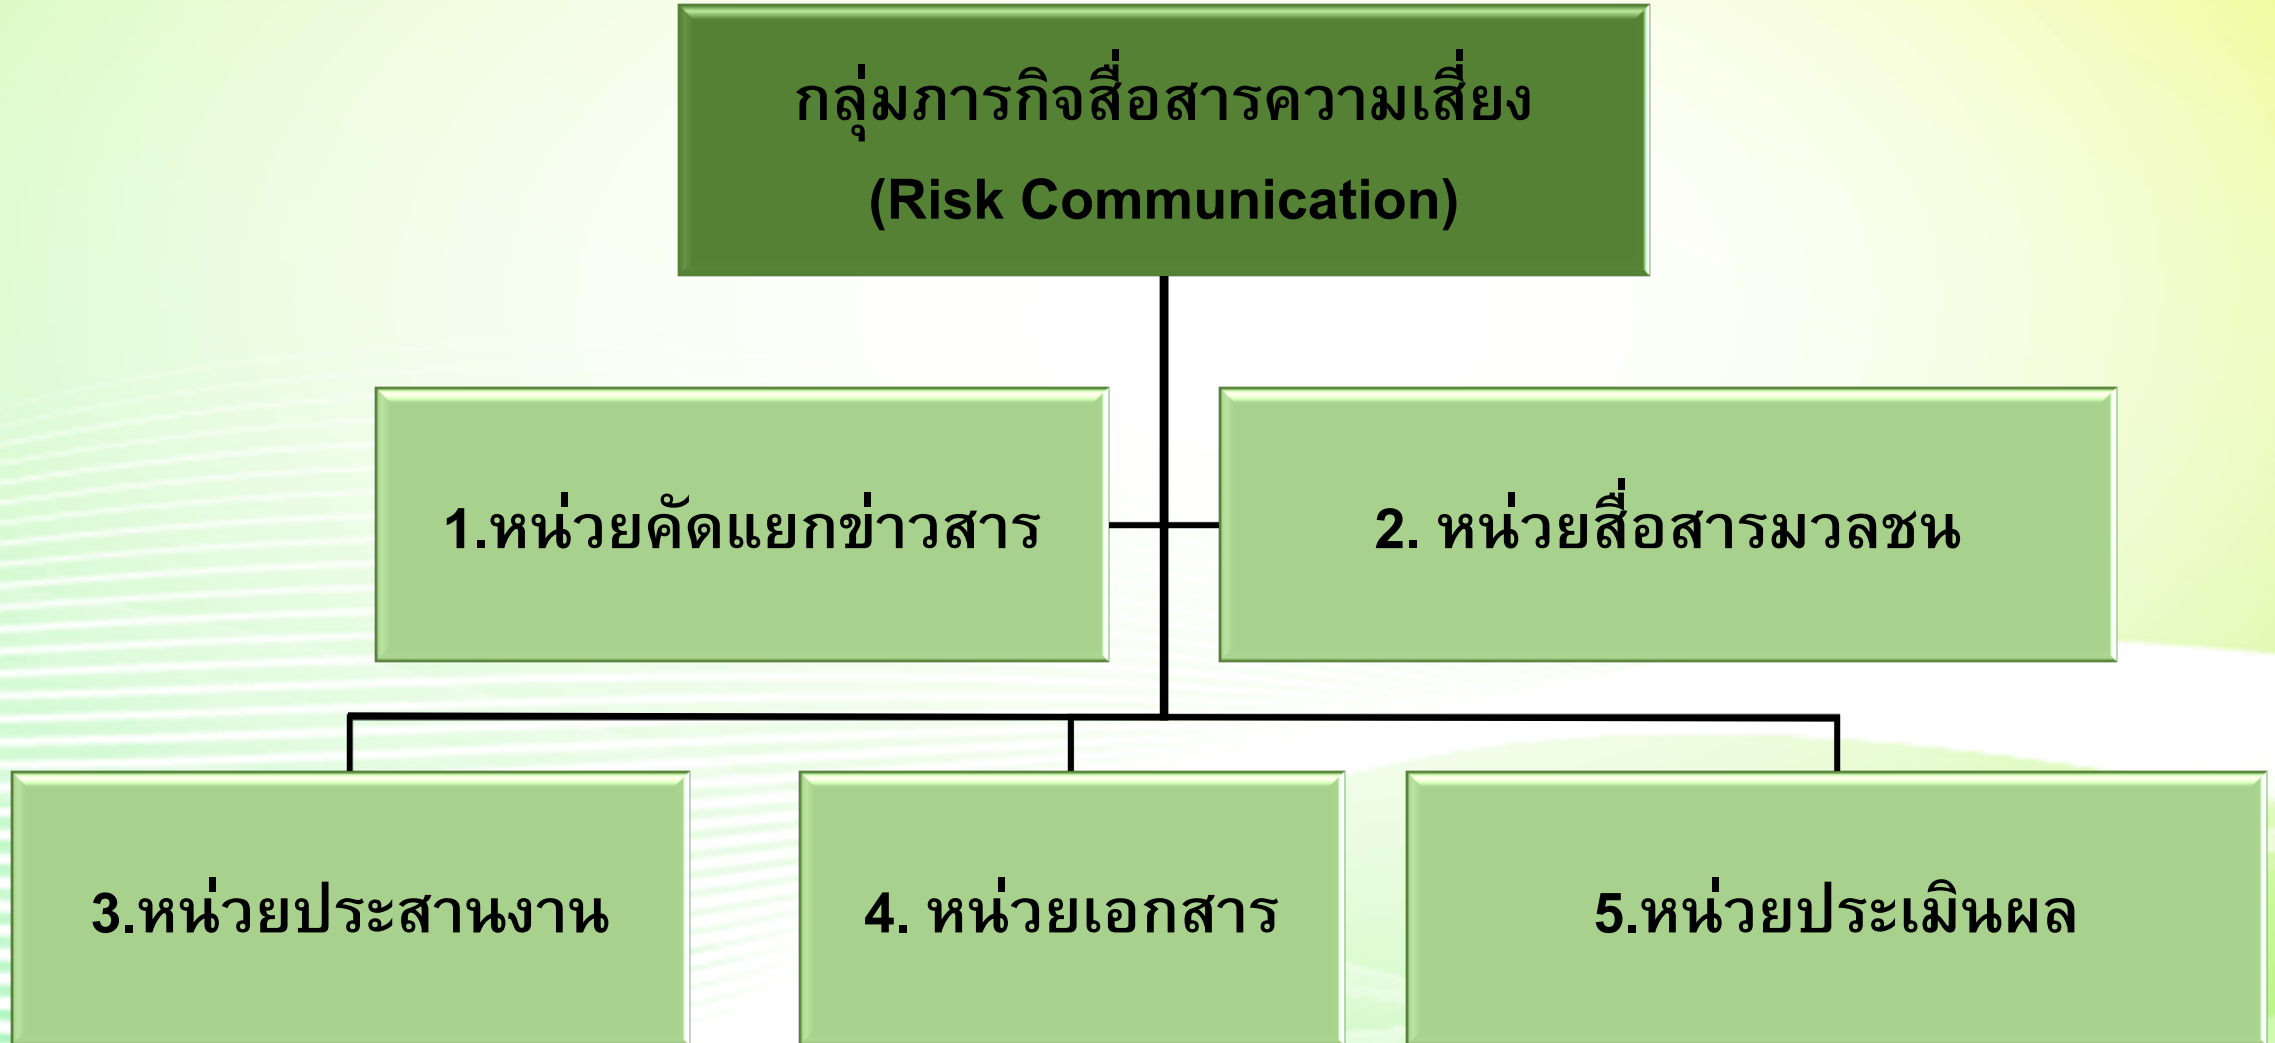 กลุ่มภารกิจสื่อสารความเสี่ยง
(Risk Communication)
1.หน่วยคัดแยกข่าวสาร
2. หน่วยสื่อสารมวลชน
3.หน่วยประสานงาน
4. หน่วยเอกสาร
5.หน่วยประเมินผล